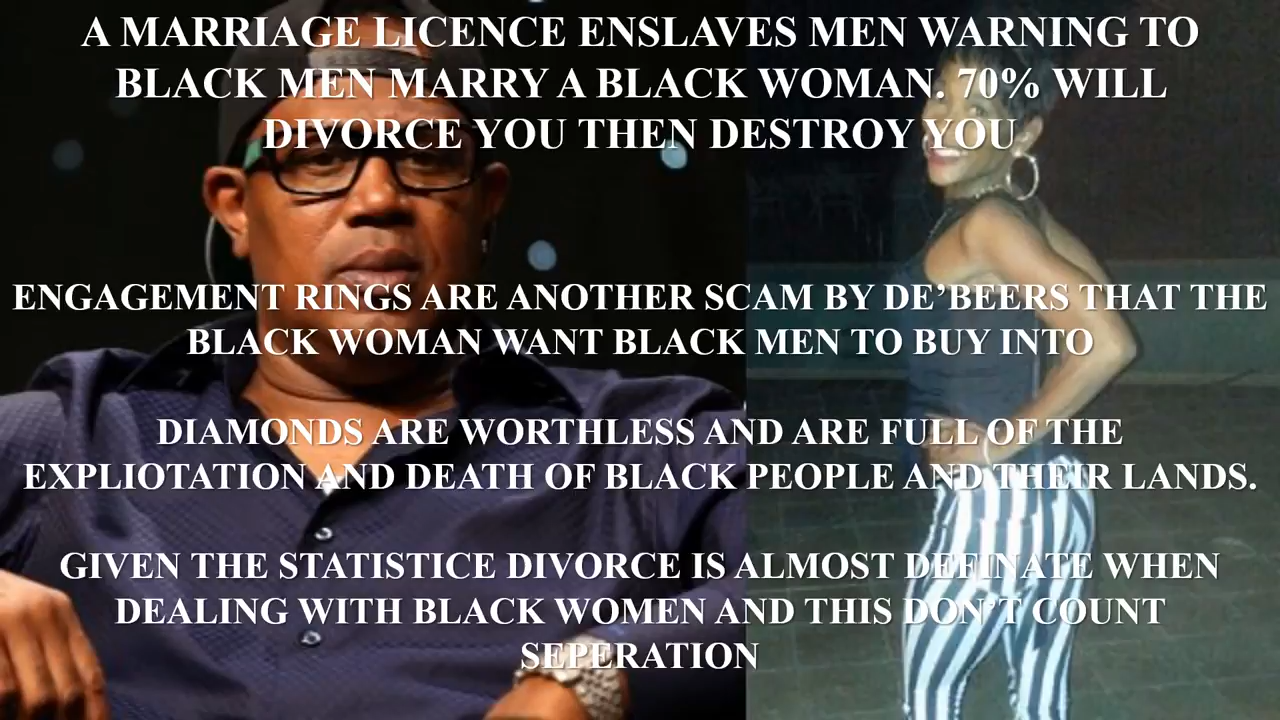 A MARRIAGE LICENCE ENSLAVES MEN WARNING TO
BLACK MEN MARRY A BLACK WOMAN. 70% WILL
DIVORCE YOU THEN DESTROY YOU
ENGAGEMENT RINGS ARE ANOTHER SCAM BY DE’BEERS THAT THE
BLACK WOMAN WANT BLACK MEN TO BUY INTO
DIAMONDS ARE WORTHLESS AND ARE FULL OF THE
EXPLIOTATION AND DEATH OF BLACK PEOPLE AND THEIR LANDS.
GIVEN THE STATISTICE DIVORCE IS ALMOST DEFINATE WHEN
DEALING WITH BLACK WOMEN AND THIS DON’T COUNT
SEPERATION